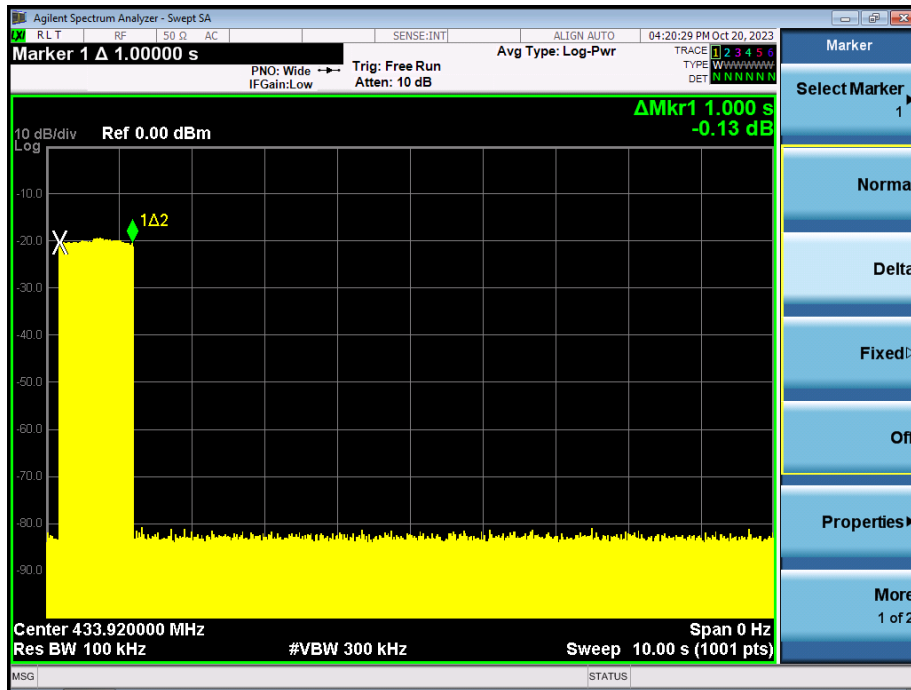 Agilent Spectrum Analyzer - Swept SA
LXI R L T RF 50 Ω AC SENSE:INT ALIGN AUTO 04:20:29 PM Oct 20, 2023
Marker 1 Δ 1.00000 s
PNO: Wide
IFGain:Low
Trig: Free Run
Atten: 10 dB
Avg Type: Log-Pwr
TRACE 1 2 3 4 5 6
TYPE WWWWWW
DET N N N N N N
ΔMkr1 1.000 s
-0.13 dB
10 dB/div
Log
Ref 0.00 dBm
-10.0
-20.0
-30.0
-40.0
-50.0
-60.0
-70.0
-80.0
-90.0
X
1Δ2
Center 433.920000 MHz
Span 0 Hz
Res BW 100 kHz
#VBW 300 kHz
Sweep 10.00 s (1001 pts)
MSG
STATUS
Marker
Select Marker
1
Norma
Delta
Fixed
Off
Properties
More
1 of 2